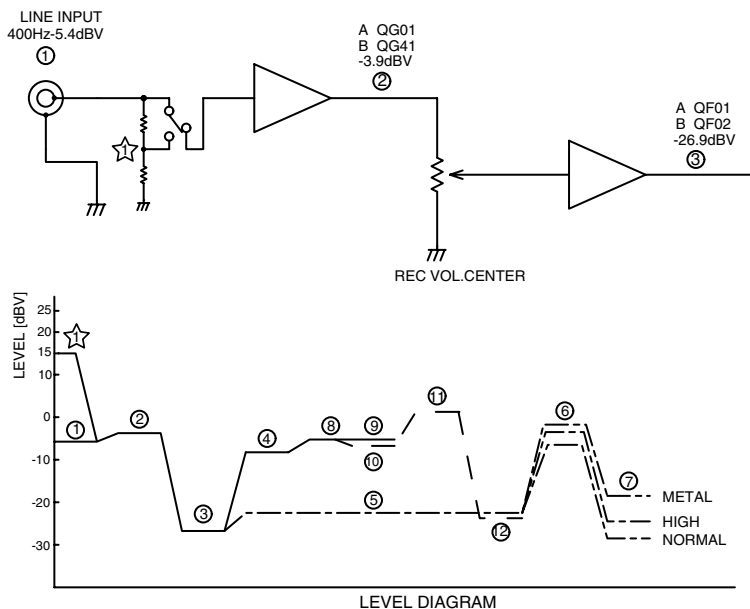 LINE INPUT
400Hz-5.4dBV
①
A QG01
B QG41
-3.9dBV
②
A QF01
B QF02
-26.9dBV
③
1
REC VOL.CENTER
LEVEL [dBV]
25
20
15
10
0
-10
-20
-30
1
①
②
③
④
⑤
⑥
⑦
⑧
⑨
⑩
⑪
⑫
METAL
HIGH
NORMAL
LEVEL DIAGRAM